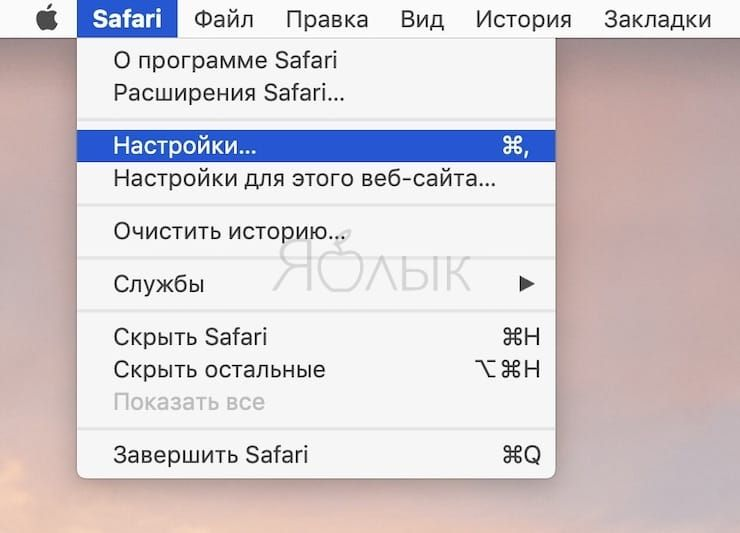 Safari Файл Правка Вид История Закладки
О программе Safari
Расширения Safari...
Настройки... ⌘,
Настройки для этого веб-сайта...
Очистить историю...
Яблык
Службы ▶
Скрыть Safari ⌘H
Скрыть остальные ⌥⌘H
Показать все
Завершить Safari ⌘Q